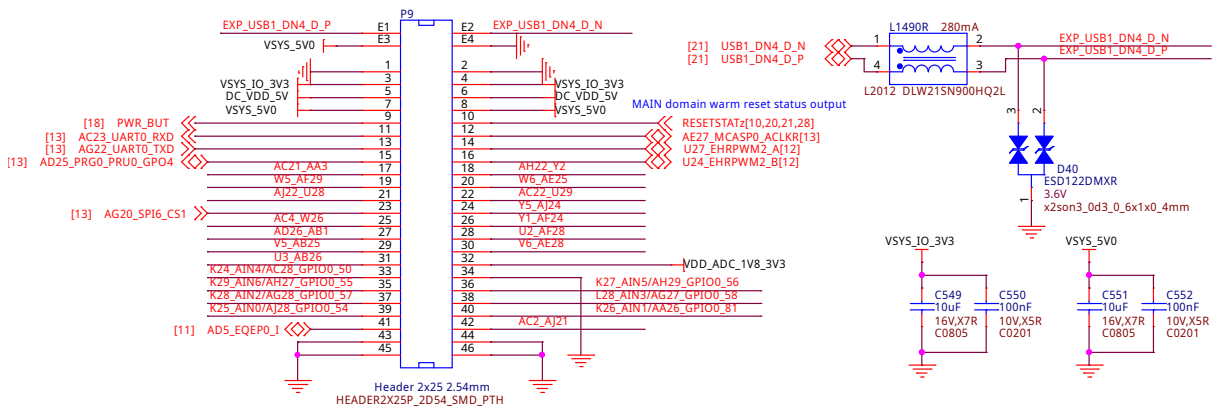 P9
EXP_USB1_DN4_D_P E1 E2 EXP_USB1_DN4_D_N
VSYS_5V0 E3 E4
1 2
VSYS_IO_3V3 3 4 VSYS_IO_3V3
DC_VDD_5V 5 6 DC_VDD_5V
VSYS_5V0 7 8 VSYS_5V0
MAIN domain warm reset status output
[18] PWR_BUT 9 10 RESETSTATz[10,20,21,28]
[13] AC23_UART0_RXD 11 12 AE27_MCASP0_ACLKR[13]
[13] AG22_UART0_TXD 13 14 U27_EHRPWM2_A[12]
[13] AD25_PRG0_PRU0_GPO4 15 16 U24_EHRPWM2_B[12]
AC21_AA3 17 18 AH22_Y2
W5_AF29 19 20 W6_AE25
AJ22_U28 21 22 AC22_U29
[13] AG20_SPI6_CS1 23 24 Y5_AJ24
AC4_W26 25 26 Y1_AF24
AD26_AB1 27 28 U2_AF28
V5_AB25 29 30 V6_AE28
U3_AB26 31 32 VDD_ADC_1V8_3V3
K24_AIN4/AC28_GPIO0_50 33 34
K29_AIN6/AH27_GPIO0_55 35 36 K27_AIN5/AH29_GPIO0_56
K28_AIN2/AG28_GPIO0_57 37 38 L28_AIN3/AG27_GPIO0_58
K25_AIN0/AJ28_GPIO0_54 39 40 K26_AIN1/AA26_GPIO0_81
[11] AD5_EQEP0_I 41 42 AC2_AJ21
43 44
45 46
Header 2x25 2.54mm
HEADER2X25P_2D54_SMD_PTH
L1490R 280mA
[21] USB1_DN4_D_N 1 2 EXP_USB1_DN4_D_N
[21] USB1_DN4_D_P 4 3 EXP_USB1_DN4_D_P
L2012 DLW21SN900HQ2L
3 2
D40
ESD122DMXR
3.6V
x2son3_0d3_0_6x1x0_4mm
1
VSYS_IO_3V3
C549
10uF
16V,X7R
C0805
C550
100nF
10V,X5R
C0201
VSYS_5V0
C551
10uF
16V,X7R
C0805
C552
100nF
10V,X5R
C0201